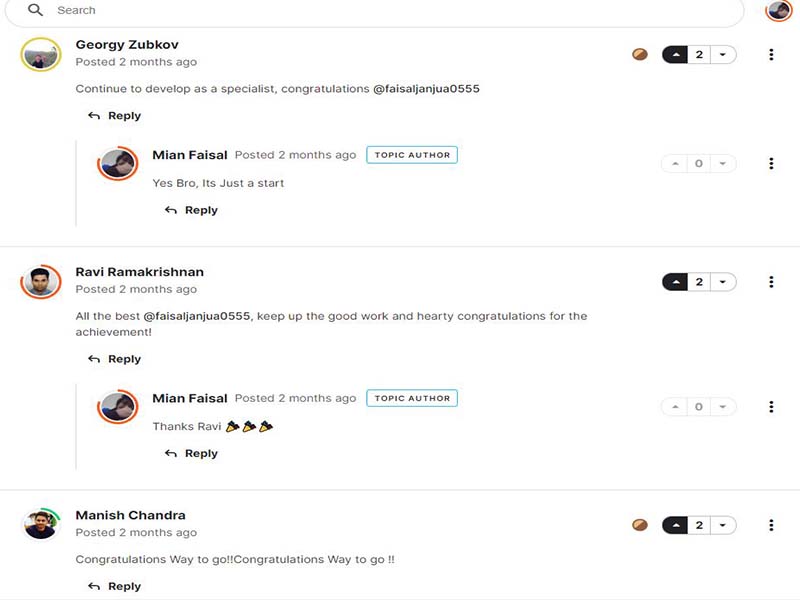 Search
Georgy Zubkov
2
Posted 2 months ago
Continue to develop as a specialist, congratulations @faisaljanjua0555
Reply
Mian Faisal Posted 2 months ago TOPIC AUTHOR
0
Yes Bro, Its Just a start
Reply
Ravi Ramakrishnan
2
Posted 2 months ago
All the best @faisaljanjua0555, keep up the good work and hearty congratulations for the
achievement!
Reply
Mian Faisal Posted 2 months ago TOPIC AUTHOR
0
Thanks Ravi 🎉🎉🎉
Reply
Manish Chandra
2
Posted 2 months ago
Congratulations Way to go!!Congratulations Way to go !!
Reply